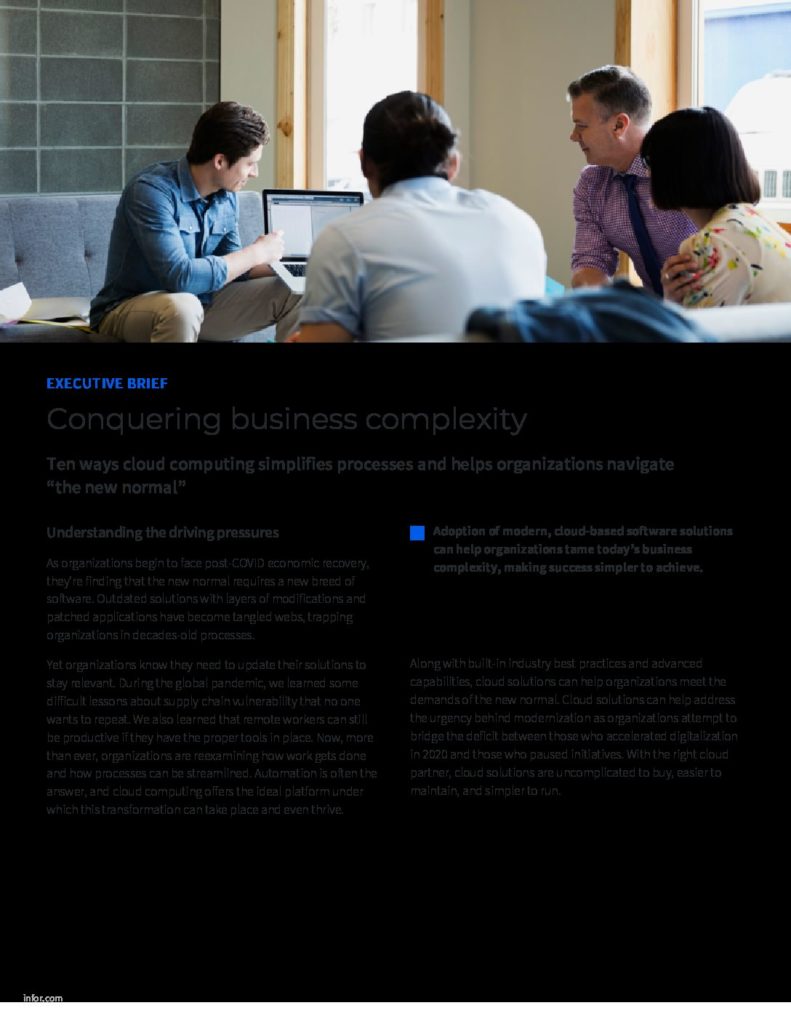 EXECUTIVE BRIEF
Conquering business complexity
Ten ways cloud computing simplifies processes and helps organizations navigate
“the new normal”
Understanding the driving pressures
As organizations begin to face post-COVID economic recovery,
they’re finding that the new normal requires a new breed of
software. Outdated solutions with layers of modifications and
patched applications have become tangled webs, trapping
organizations in decades-old processes.
Yet organizations know they need to update their solutions to
stay relevant. During the global pandemic, we learned some
difficult lessons about supply chain vulnerability that no one
wants to repeat. We also learned that remote workers can still
be productive if they have the proper tools in place. Now, more
than ever, organizations are reexamining how work gets done
and how processes can be streamlined. Automation is often the
answer, and cloud computing offers the ideal platform under
which this transformation can take place and even thrive.
Adoption of modern, cloud-based software solutions
can help organizations tame today’s business
complexity, making success simpler to achieve.
Along with built-in industry best practices and advanced
capabilities, cloud solutions can help organizations meet the
demands of the new normal. Cloud solutions can help address
the urgency behind modernization as organizations attempt to
bridge the deficit between those who accelerated digitalization
in 2020 and those who paused initiatives. With the right cloud
partner, cloud solutions are uncomplicated to buy, easier to
maintain, and simpler to run.
infor.com